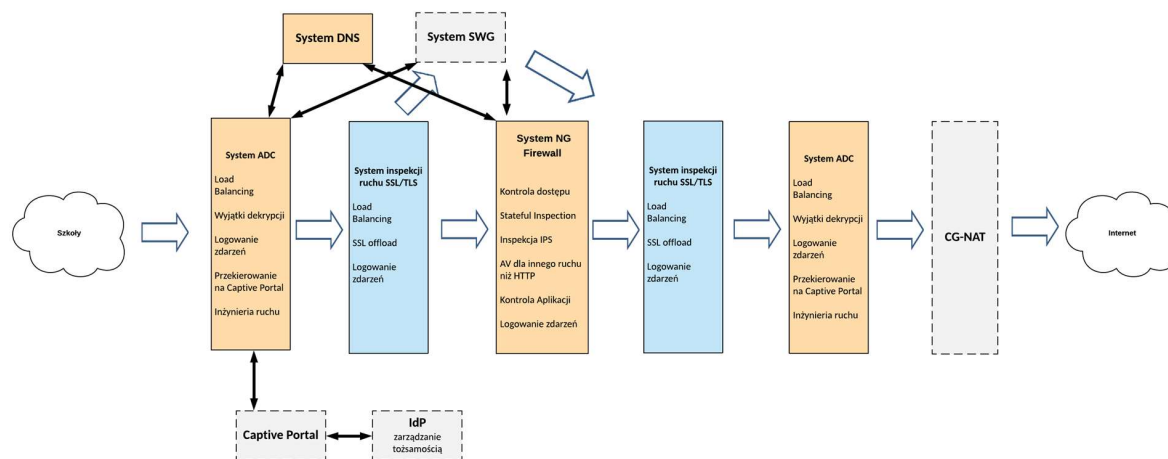 System DNS
System SWG
Szkoły
System ADC
Load
Balancing
Wyjątki dekrypcji
Logowanie
zdarzeń
Przekierowanie
na Captive Portal
Inżynieria ruchu
System inspekcji
ruchu SSL/TLS
Load
Balancing
SSL offload
Logowanie
zdarzeń
System NG
Firewall
Kontrola dostępu
Stateful Inspection
Inspekcja IPS
AV dla innego ruchu
niż HTTP
Kontrola Aplikacji
Logowanie zdarzeń
System inspekcji
ruchu SSL/TLS
Load
Balancing
SSL offload
Logowanie
zdarzeń
System ADC
Load
Balancing
Wyjątki dekrypcji
Logowanie
zdarzeń
Przekierowanie
na Captive Portal
Inżynieria ruchu
CG-NAT
Internet
Captive Portal
IdP
zarządzanie
tożsamością